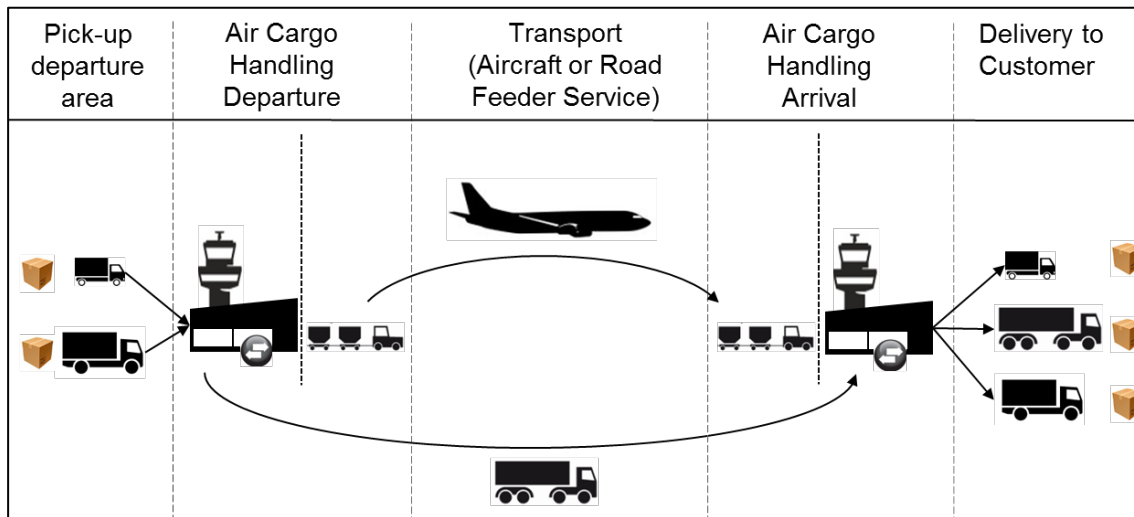 Pick-up
departure
area
Air Cargo
Handling
Departure
Transport
(Aircraft or Road
Feeder Service)
Air Cargo
Handling
Arrival
Delivery to
Customer